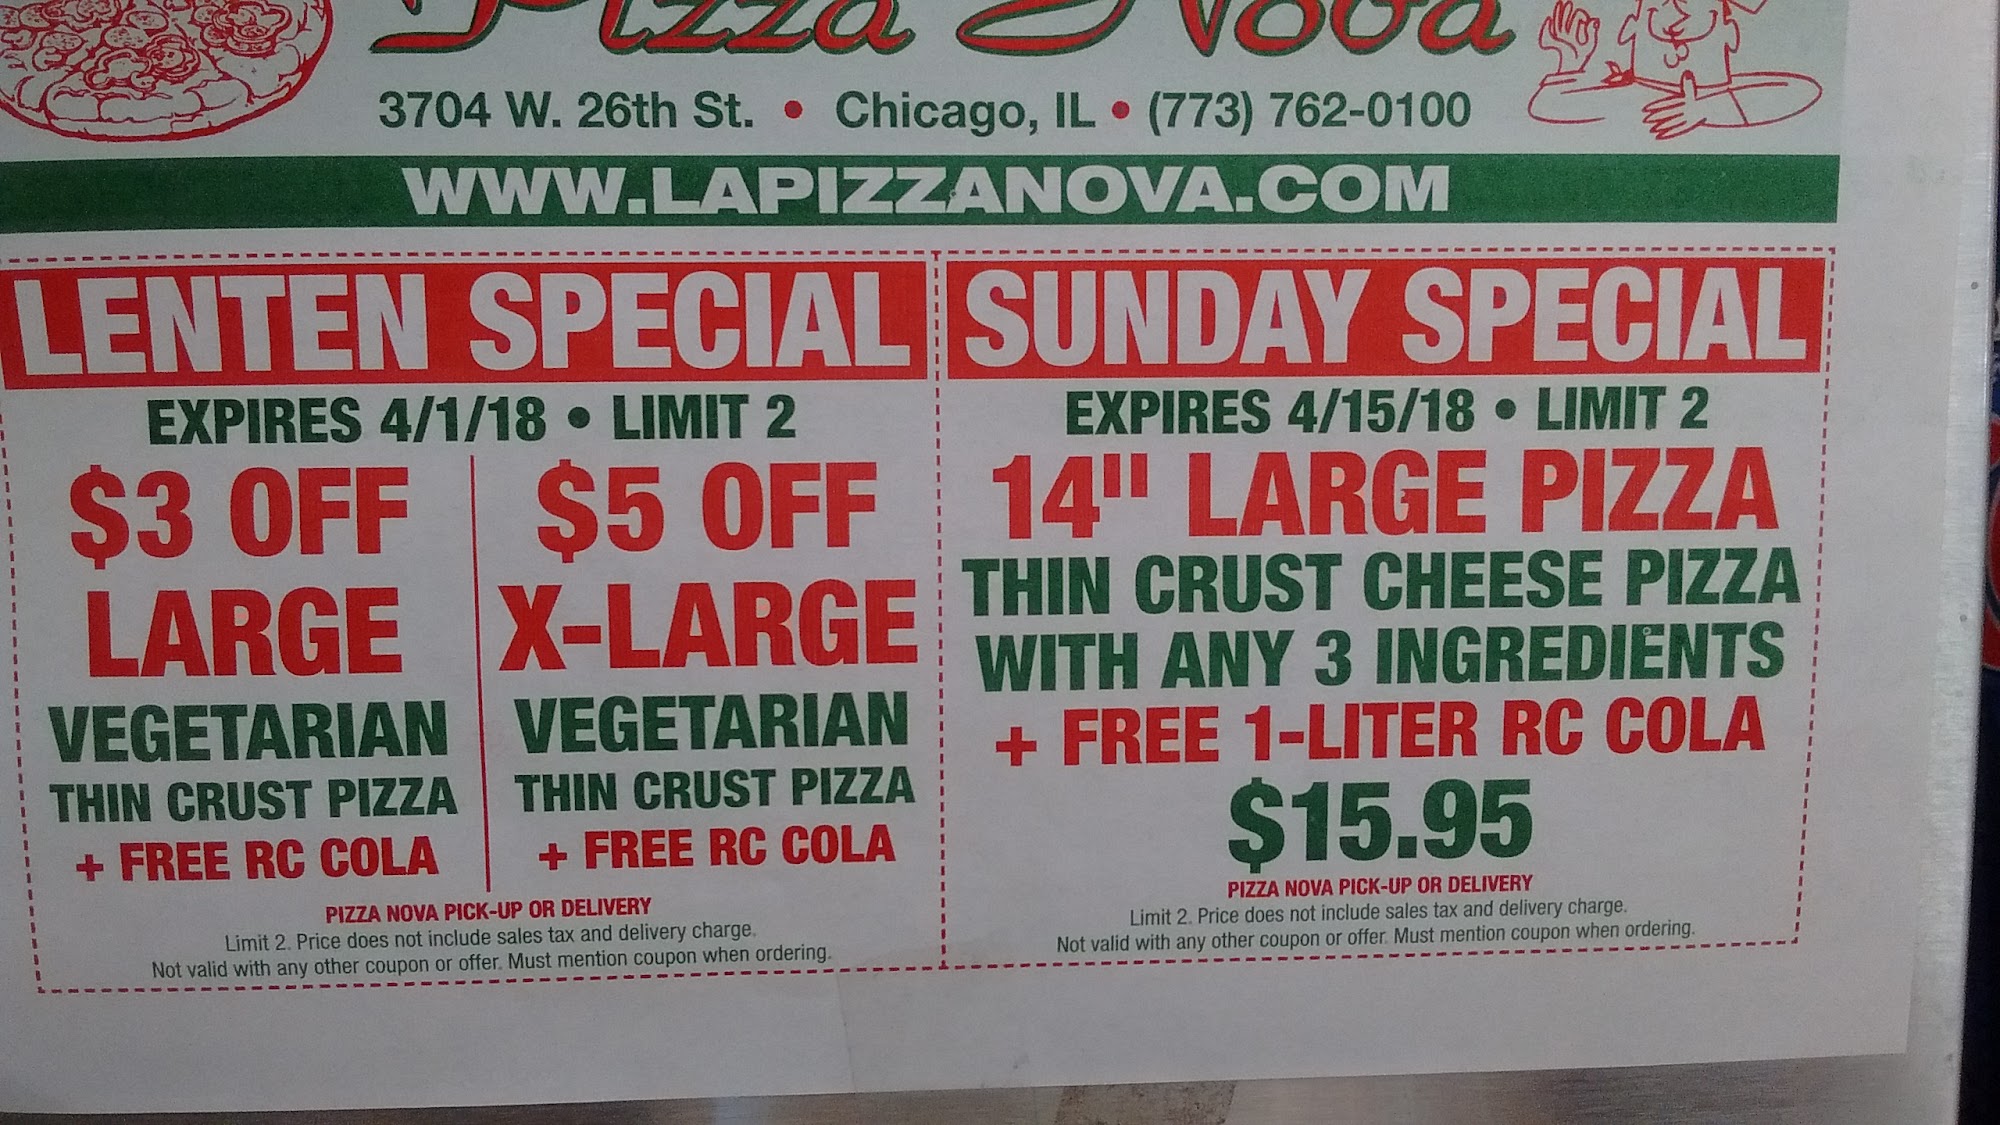 Pizza Nova
3704 W. 26th St. • Chicago, IL • (773) 762-0100
WWW.LAPIZZANOVA.COM
LENTEN SPECIAL
EXPIRES 4/1/18 • LIMIT 2
$3 OFF
LARGE
VEGETARIAN
THIN CRUST PIZZA
+ FREE RC COLA
$5 OFF
X-LARGE
VEGETARIAN
THIN CRUST PIZZA
+ FREE RC COLA
PIZZA NOVA PICK-UP OR DELIVERY
Limit 2. Price does not include sales tax and delivery charge.
Not valid with any other coupon or offer. Must mention coupon when ordering.
SUNDAY SPECIAL
EXPIRES 4/15/18 • LIMIT 2
14" LARGE PIZZA
THIN CRUST CHEESE PIZZA
WITH ANY 3 INGREDIENTS
+ FREE 1-LITER RC COLA
$15.95
PIZZA NOVA PICK-UP OR DELIVERY
Limit 2. Price does not include sales tax and delivery charge.
Not valid with any other coupon or offer. Must mention coupon when ordering.